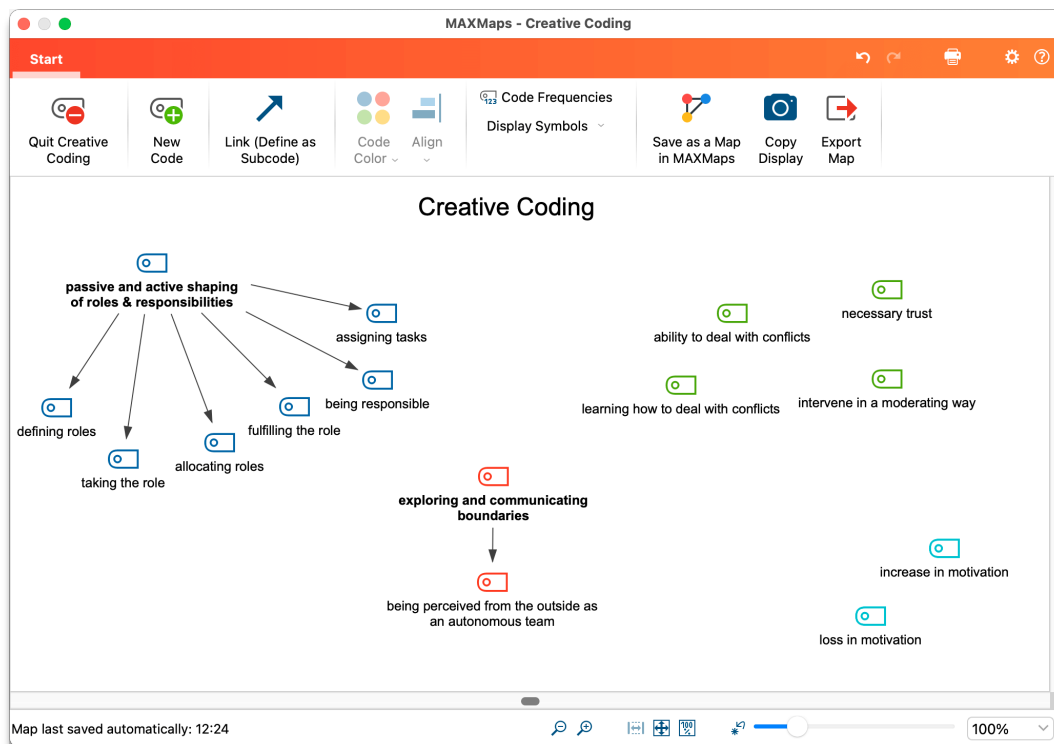 MAXMaps - Creative Coding
Start
Quit Creative
Coding
New
Code
Link (Define as
Subcode)
Code
Color
Align
123 Code Frequencies
Display Symbols
Save as a Map
in MAXMaps
Copy
Display
Export
Map
Creative Coding
passive and active shaping
of roles & responsibilities
assigning tasks
being responsible
fulfilling the role
allocating roles
taking the role
defining roles
ability to deal with conflicts
necessary trust
learning how to deal with conflicts
intervene in a moderating way
exploring and communicating
boundaries
being perceived from the outside as
an autonomous team
increase in motivation
loss in motivation
Map last saved automatically: 12:24
100
%
100%